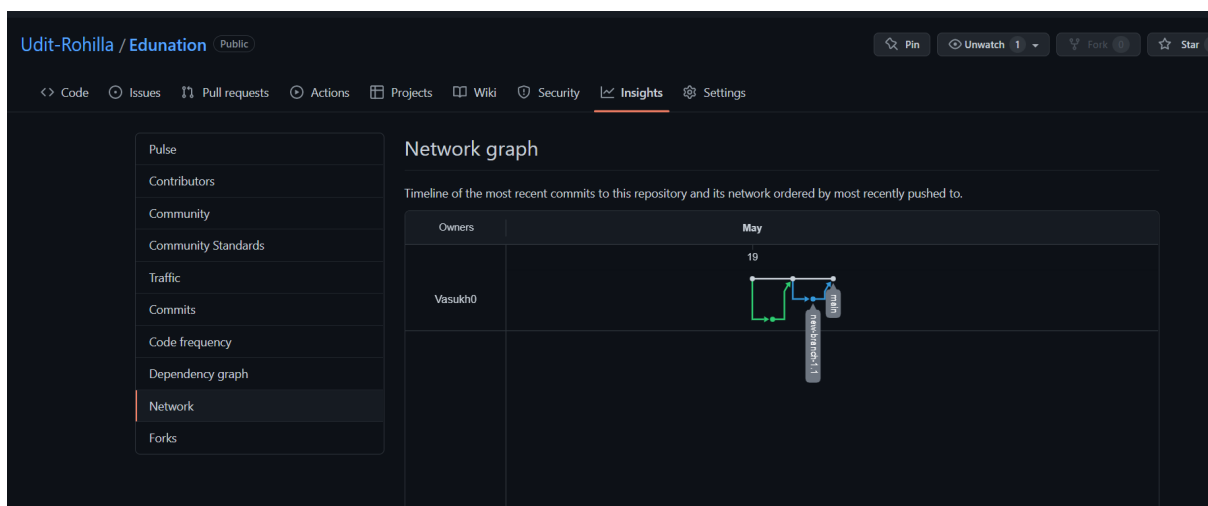 Udit-Rohilla / Edunation Public
Pin
Unwatch 1
Fork 0
Star
Code
Issues
Pull requests
Actions
Projects
Wiki
Security
Insights
Settings
Pulse
Contributors
Community
Community Standards
Traffic
Commits
Code frequency
Dependency graph
Network
Forks
Network graph
Timeline of the most recent commits to this repository and its network ordered by most recently pushed to.
Owners
May
19
Vasukh0
main
new-branch-1.1